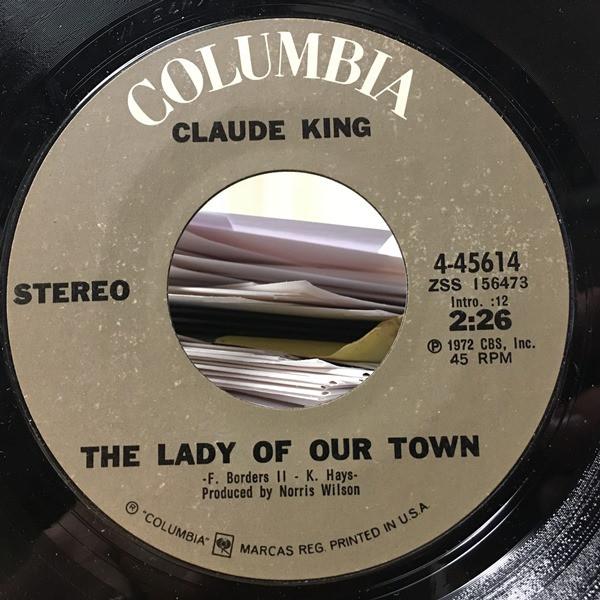 COLUMBIA
CLAUDE KING
STEREO
4-45614
ZSS 156473
Intro. :12
2:26
℗ 1972 CBS, Inc.
45 RPM
THE LADY OF OUR TOWN
-F. Borders II - K. Hays-
Produced by Norris Wilson
® "COLUMBIA" MARCAS REG. PRINTED IN U.S.A.